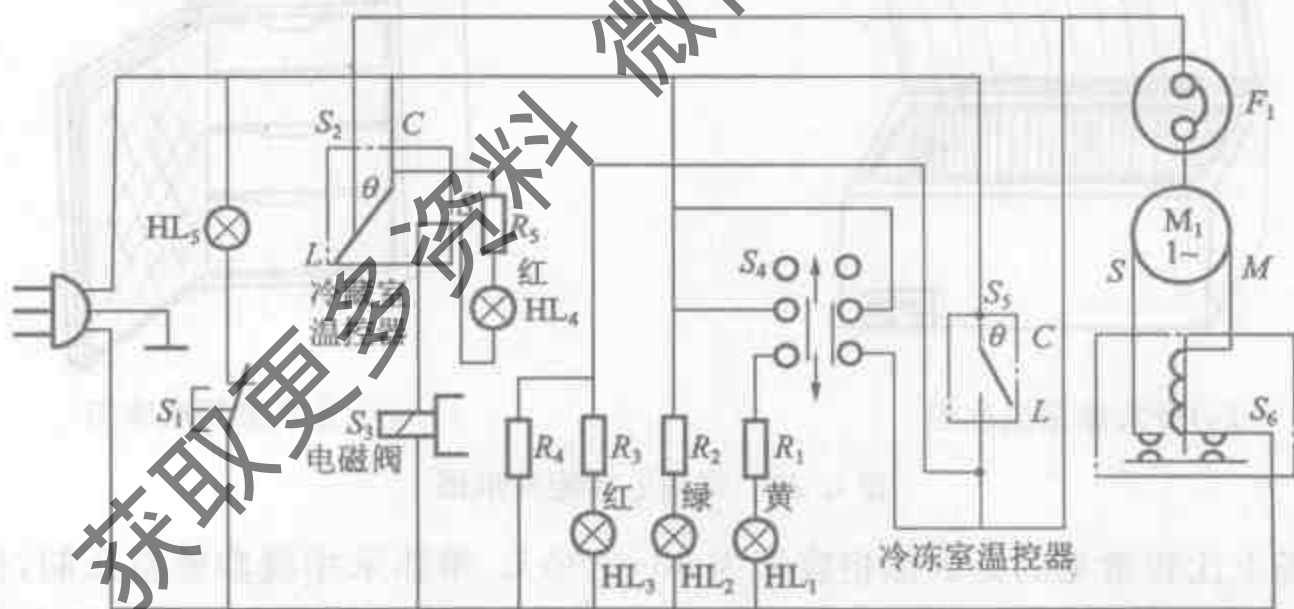 获取更多资料 微
S₂
C
θ
F₁
HL₅
R₅
L
红
冷藏室
温控器
HL₄
S₄
M₁
1~
S
M
S₅
θ
C
L
S₁
S₃
电磁阀
R₄
R₃
R₂
R₁
S₆
红
绿
黄
HL₃
HL₂
HL₁
冷冻室温控器